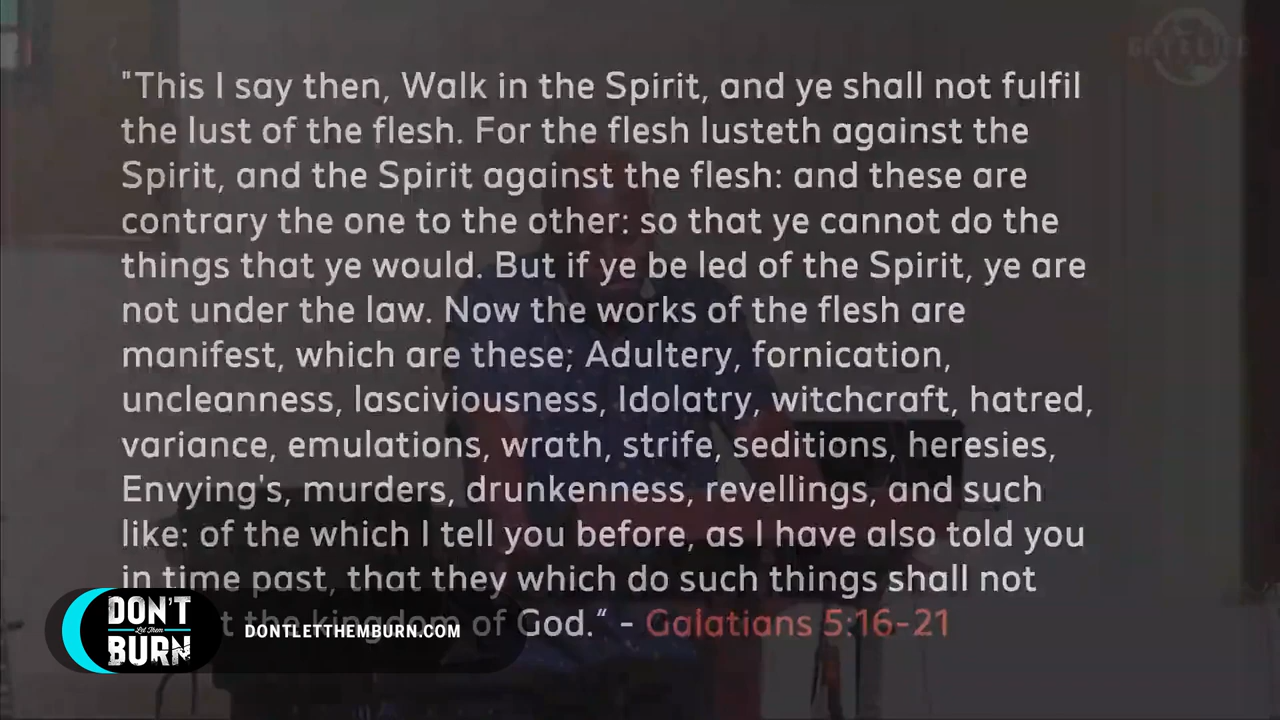 "This I say then, Walk in the Spirit, and ye shall not fulfil
the lust of the flesh. For the flesh lusteth against the
Spirit, and the Spirit against the flesh: and these are
contrary the one to the other: so that ye cannot do the
things that ye would. But if ye be led of the Spirit, ye are
not under the law. Now the works of the flesh are
manifest, which are these; Adultery, fornication,
uncleanness, lasciviousness, Idolatry, witchcraft, hatred,
variance, emulations, wrath, strife, seditions, heresies,
Envying's, murders, drunkenness, revellings, and such
like: of the which I tell you before, as I have also told you
in time past, that they which do such things shall not
the kingdom of God.“ - Galatians 5:16-21
DON'T
Let Them
BURN
DONTLETTHEMBURN.COM